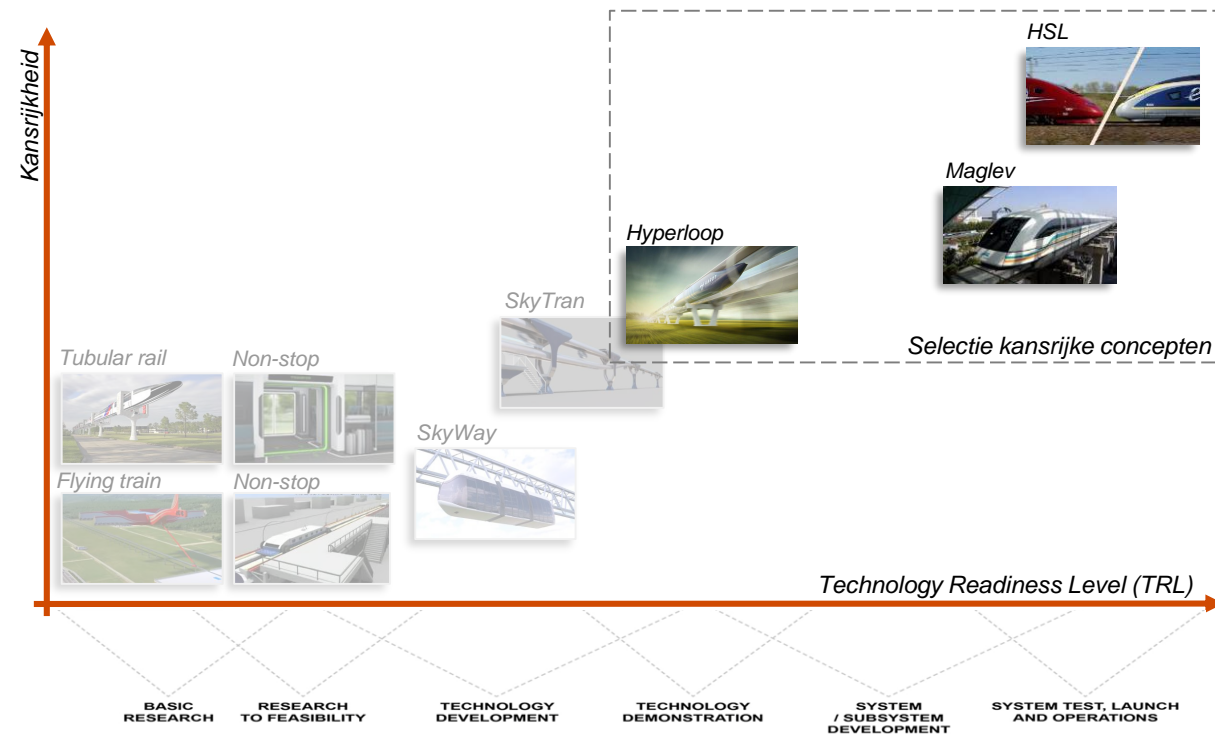 HSL
Kansrijkheid
Maglev
Hyperloop
SkyTran
Selectie kansrijke concepten
Tubular rail
Non-stop
SkyWay
Flying train
Non-stop
Technology Readiness Level (TRL)
BASIC
RESEARCH
RESEARCH
TO FEASIBILITY
TECHNOLOGY
DEVELOPMENT
TECHNOLOGY
DEMONSTRATION
SYSTEM
/ SUBSYSTEM
DEVELOPMENT
SYSTEM TEST, LAUNCH
AND OPERATIONS